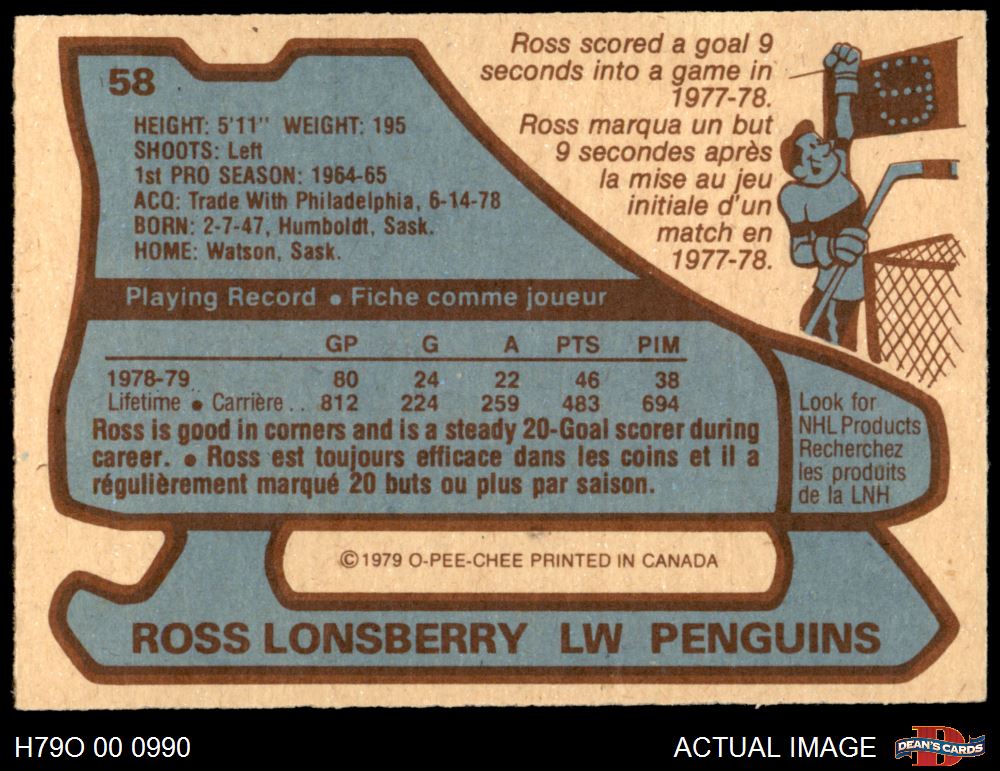 58
Ross scored a goal 9
seconds into a game in
1977-78.
Ross marqua un but
9 secondes après
la mise au jeu
initiale d'un
match en
1977-78.
9
HEIGHT: 5'11" WEIGHT: 195
SHOOTS: Left
1st PRO SEASON: 1964-65
ACQ: Trade With Philadelphia, 6-14-78
BORN: 2-7-47, Humboldt, Sask.
HOME: Watson, Sask.
Playing Record • Fiche comme joueur
GP G A PTS PIM
1978-79 80 24 22 46 38
Lifetime • Carrière.. 812 224 259 483 694
Ross is good in corners and is a steady 20-Goal scorer during
career. • Ross est toujours efficace dans les coins et il a
régulièrement marqué 20 buts ou plus par saison.
Look for
NHL Products
Recherchez
les produits
de la LNH
©1979 O-PEE-CHEE PRINTED IN CANADA
ROSS LONSBERRY LW PENGUINS
H79O 00 0990
ACTUAL IMAGE
D
DEAN'S CARDS